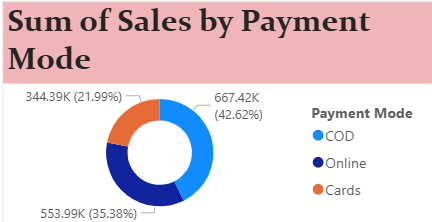 Sum of Sales by Payment
Mode
344.39K (21.99%)
667.42K
(42.62%)
553.99K (35.38%)
Payment Mode
COD
Online
Cards